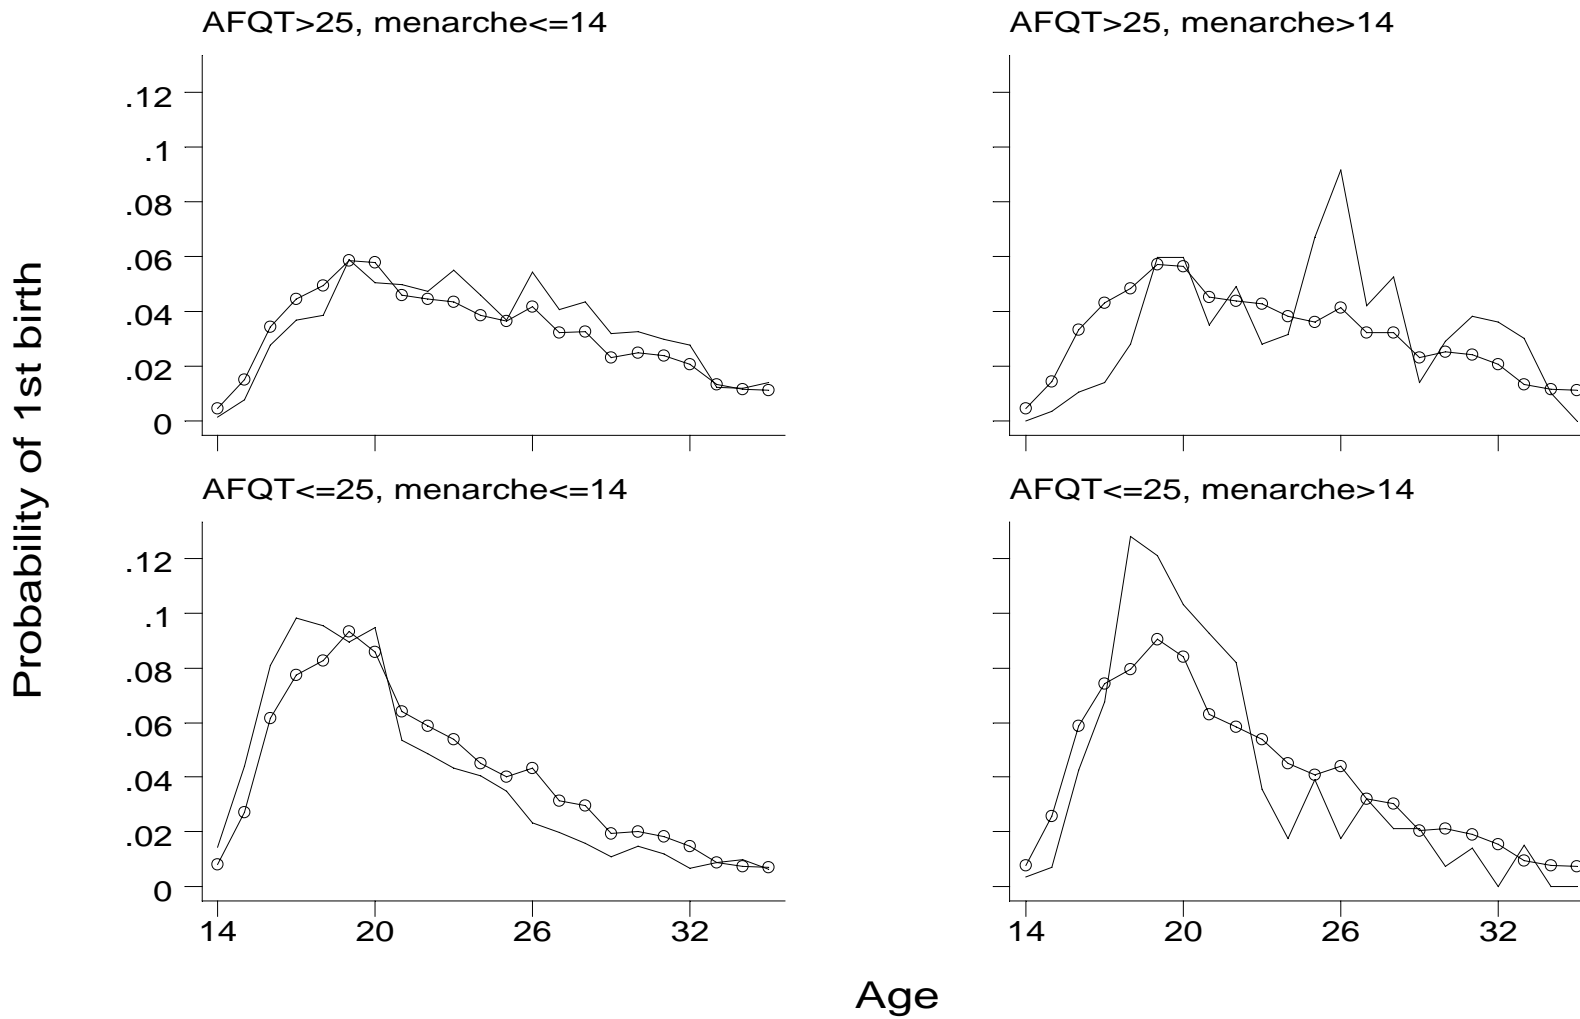 AFQT>25, menarche<=14
AFQT>25, menarche>14
.12
.1
.08
.06
.04
.02
0
AFQT<=25, menarche<=14
AFQT<=25, menarche>14
.12
.1
.08
.06
.04
.02
0
14 20 26 32
14 20 26 32
Probability of 1st birth
Age